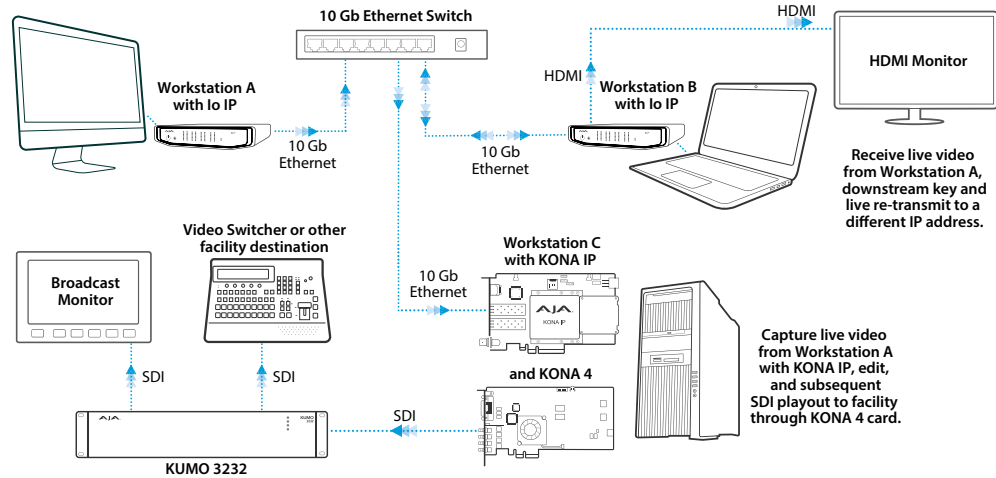 10 Gb Ethernet Switch
HDMI
HDMI Monitor
Workstation A
with Io IP
AJA
10 Gb
Ethernet
HDMI
Workstation B
with Io IP
AJA
10 Gb
Ethernet
Receive live video
from Workstation A,
downstream key and
live re-transmit to a
different IP address.
Video Switcher or other
facility destination
Broadcast
Monitor
Workstation C
with KONA IP
10 Gb
Ethernet
AJA
KONA IP
SDI
SDI
and KONA 4
Capture live video
from Workstation A
with KONA IP, edit,
and subsequent
SDI playout to facility
through KONA 4 card.
AJA
KUMO
SDI
KUMO 3232